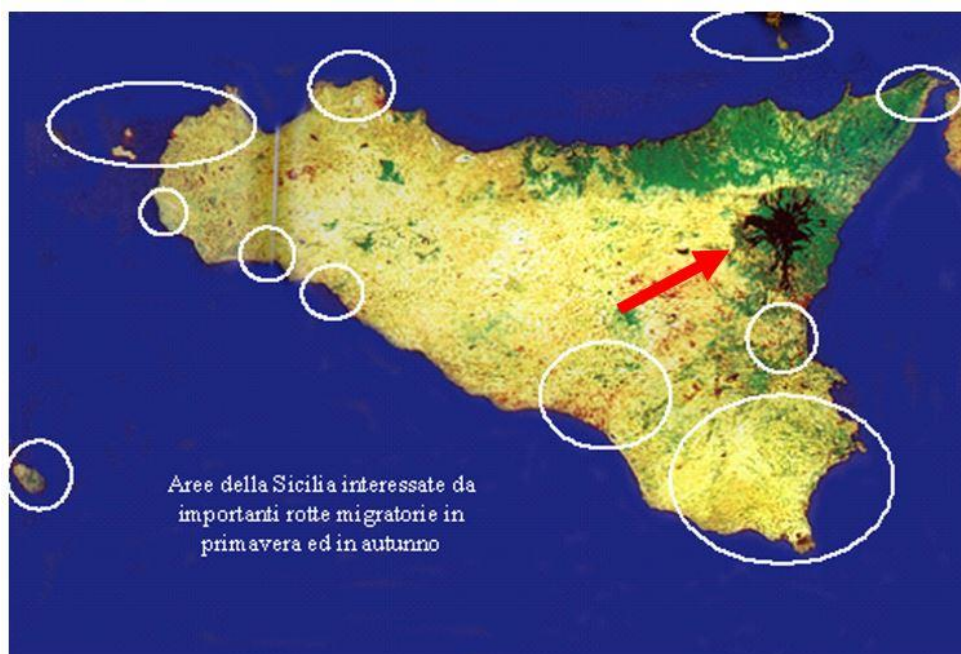 Aree della Sicilia interessate da
importanti rotte migratorie in
primavera ed in autunno